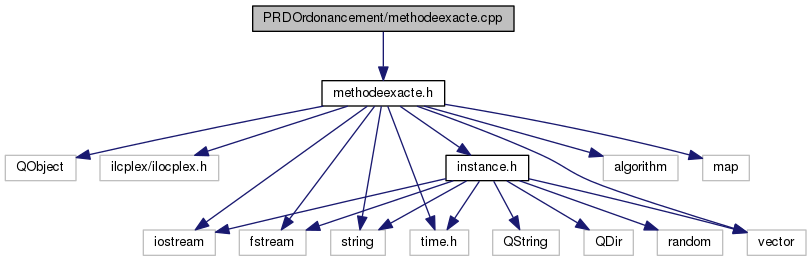 PRDOrdonancement/methodeexacte.cpp
methodeexacte.h
QObject
ilcplex/ilocplex.h
instance.h
algorithm
map
iostream
fstream
string
time.h
QString
QDir
random
vector